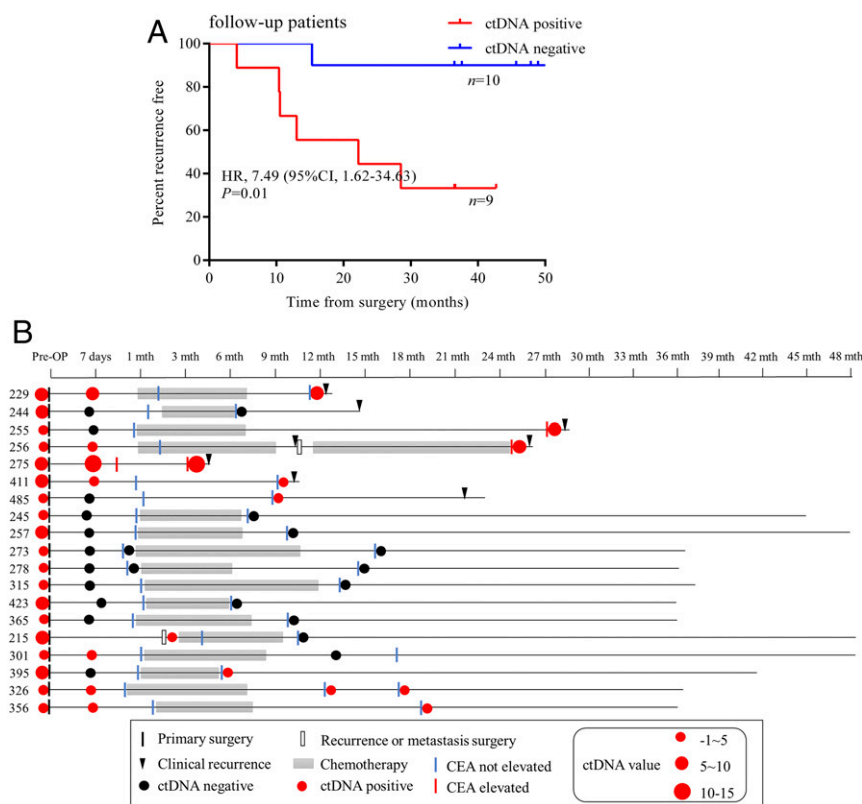 A
follow-up patients
ctDNA positive
ctDNA negative
100
80
60
40
20
0
Percent recurrence free
n=10
HR, 7.49 (95%CI, 1.62-34.63)
P=0.01
n=9
0 10 20 30 40 50
Time from surgery (months)
B
Pre-OP 7 days 1 mth 3 mth 6 mth 9 mth 12 mth 15 mth 18 mth 21 mth 24 mth 27 mth 36 mth 39 mth 42 mth 45 mth 48 mth
229
244
255
256
275
411
485
245
257
273
278
315
423
365
215
301
395
326
356
Primary surgery Recurrence or metastasis surgery
Clinical recurrence Chemotherapy CEA not elevated
ctDNA negative ctDNA positive CEA elevated
ctDNA value
-1~5
5~10
10-15